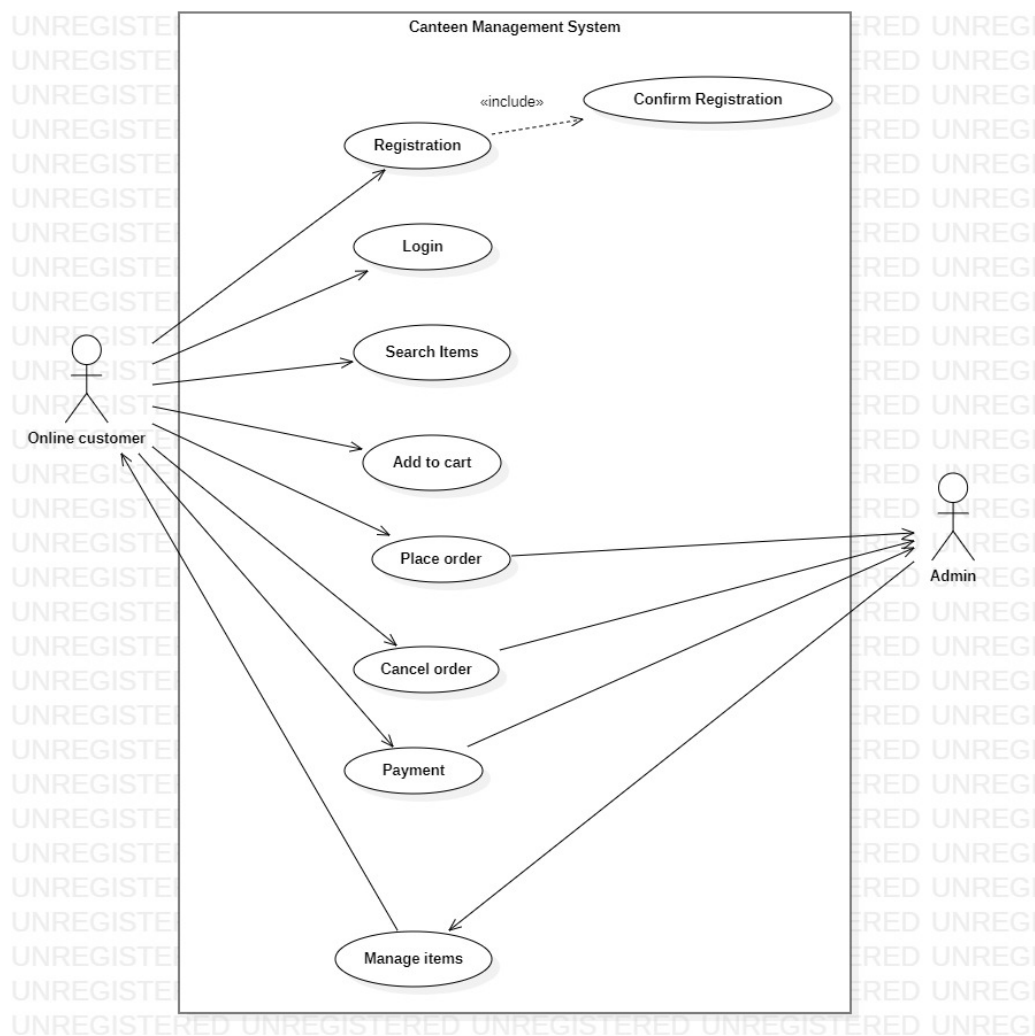 Canteen Management System
Confirm Registration
«include»
Registration
Login
Search Items
Online customer
Add to cart
Place order
Admin
Cancel order
Payment
Manage items
UNREGISTERED UNREGISTERED UNREGISTERED UNREGISTERED